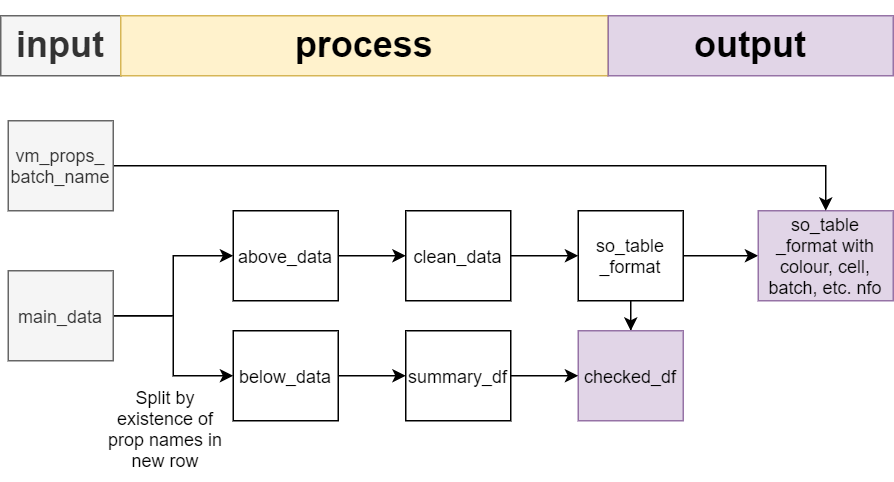 input
process
output
vm_props_
batch_name
main_data
Split by
existence of
prop names in
new row
above_data
clean_data
so_table
_format
so_table
_format with
colour, cell,
batch, etc. nfo
below_data
summary_df
checked_df